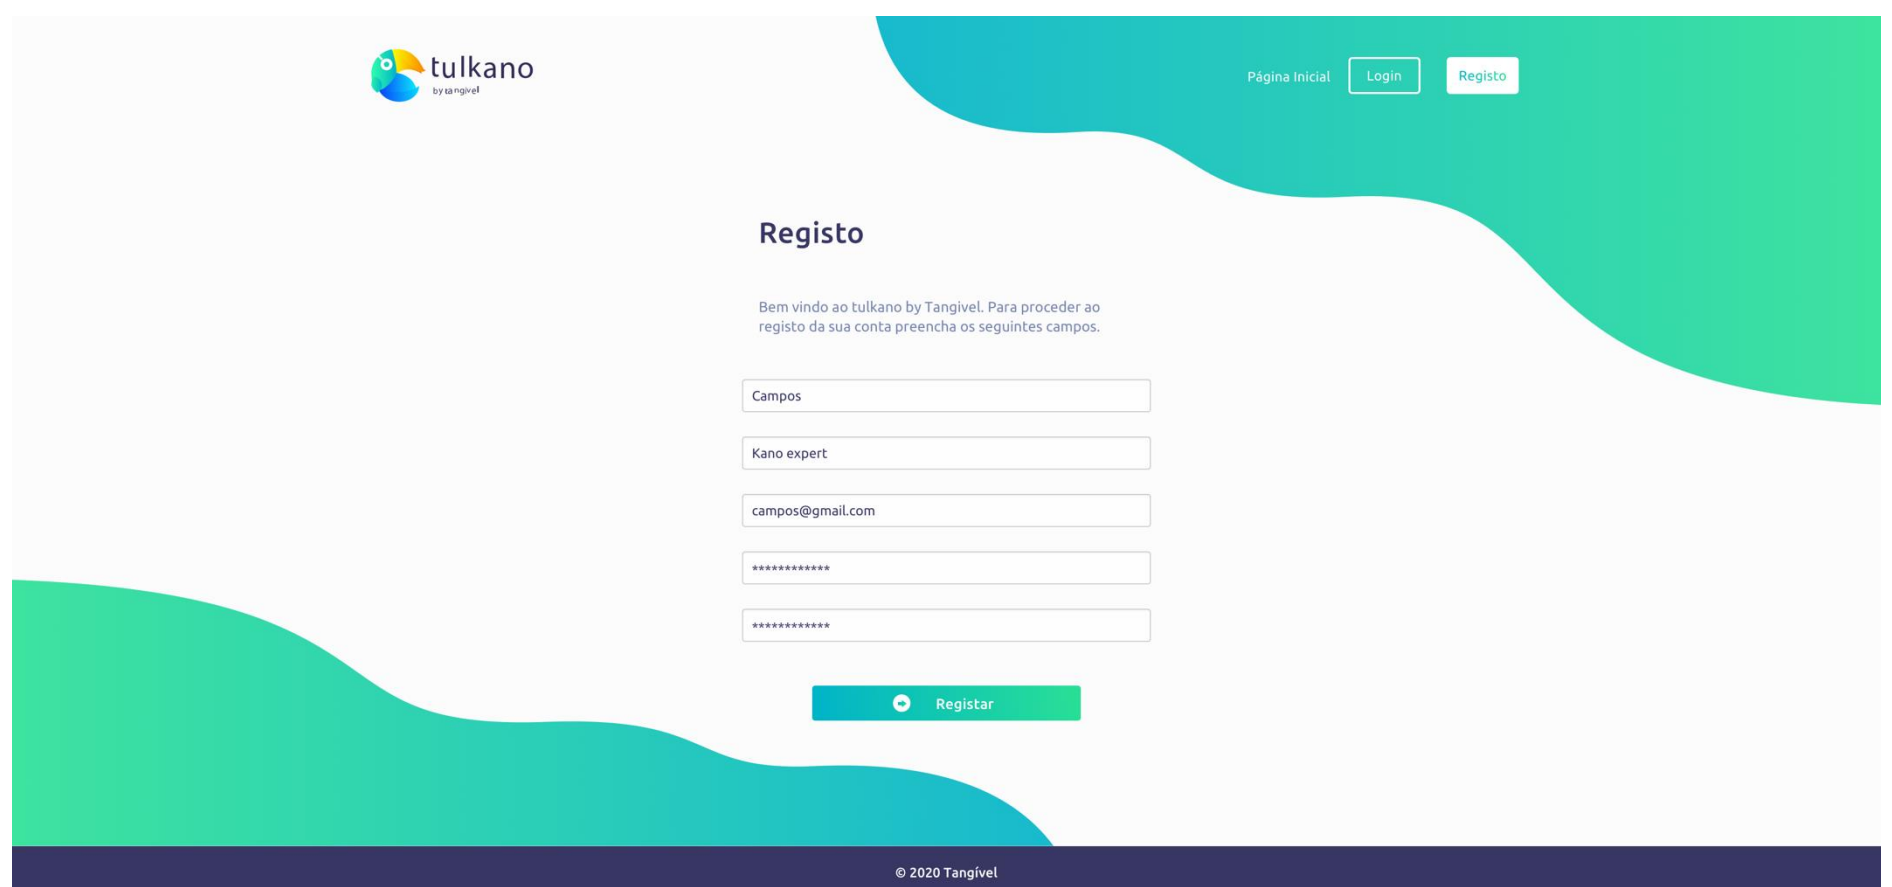 tulkano
by tangivel
Página Inicial
Login
Registo
Registo
Bem vindo ao tulkano by Tangivel. Para proceder ao
registo da sua conta preencha os seguintes campos.
Campos
Kano expert
campos@gmail.com
************
************
Registar
© 2020 Tangível